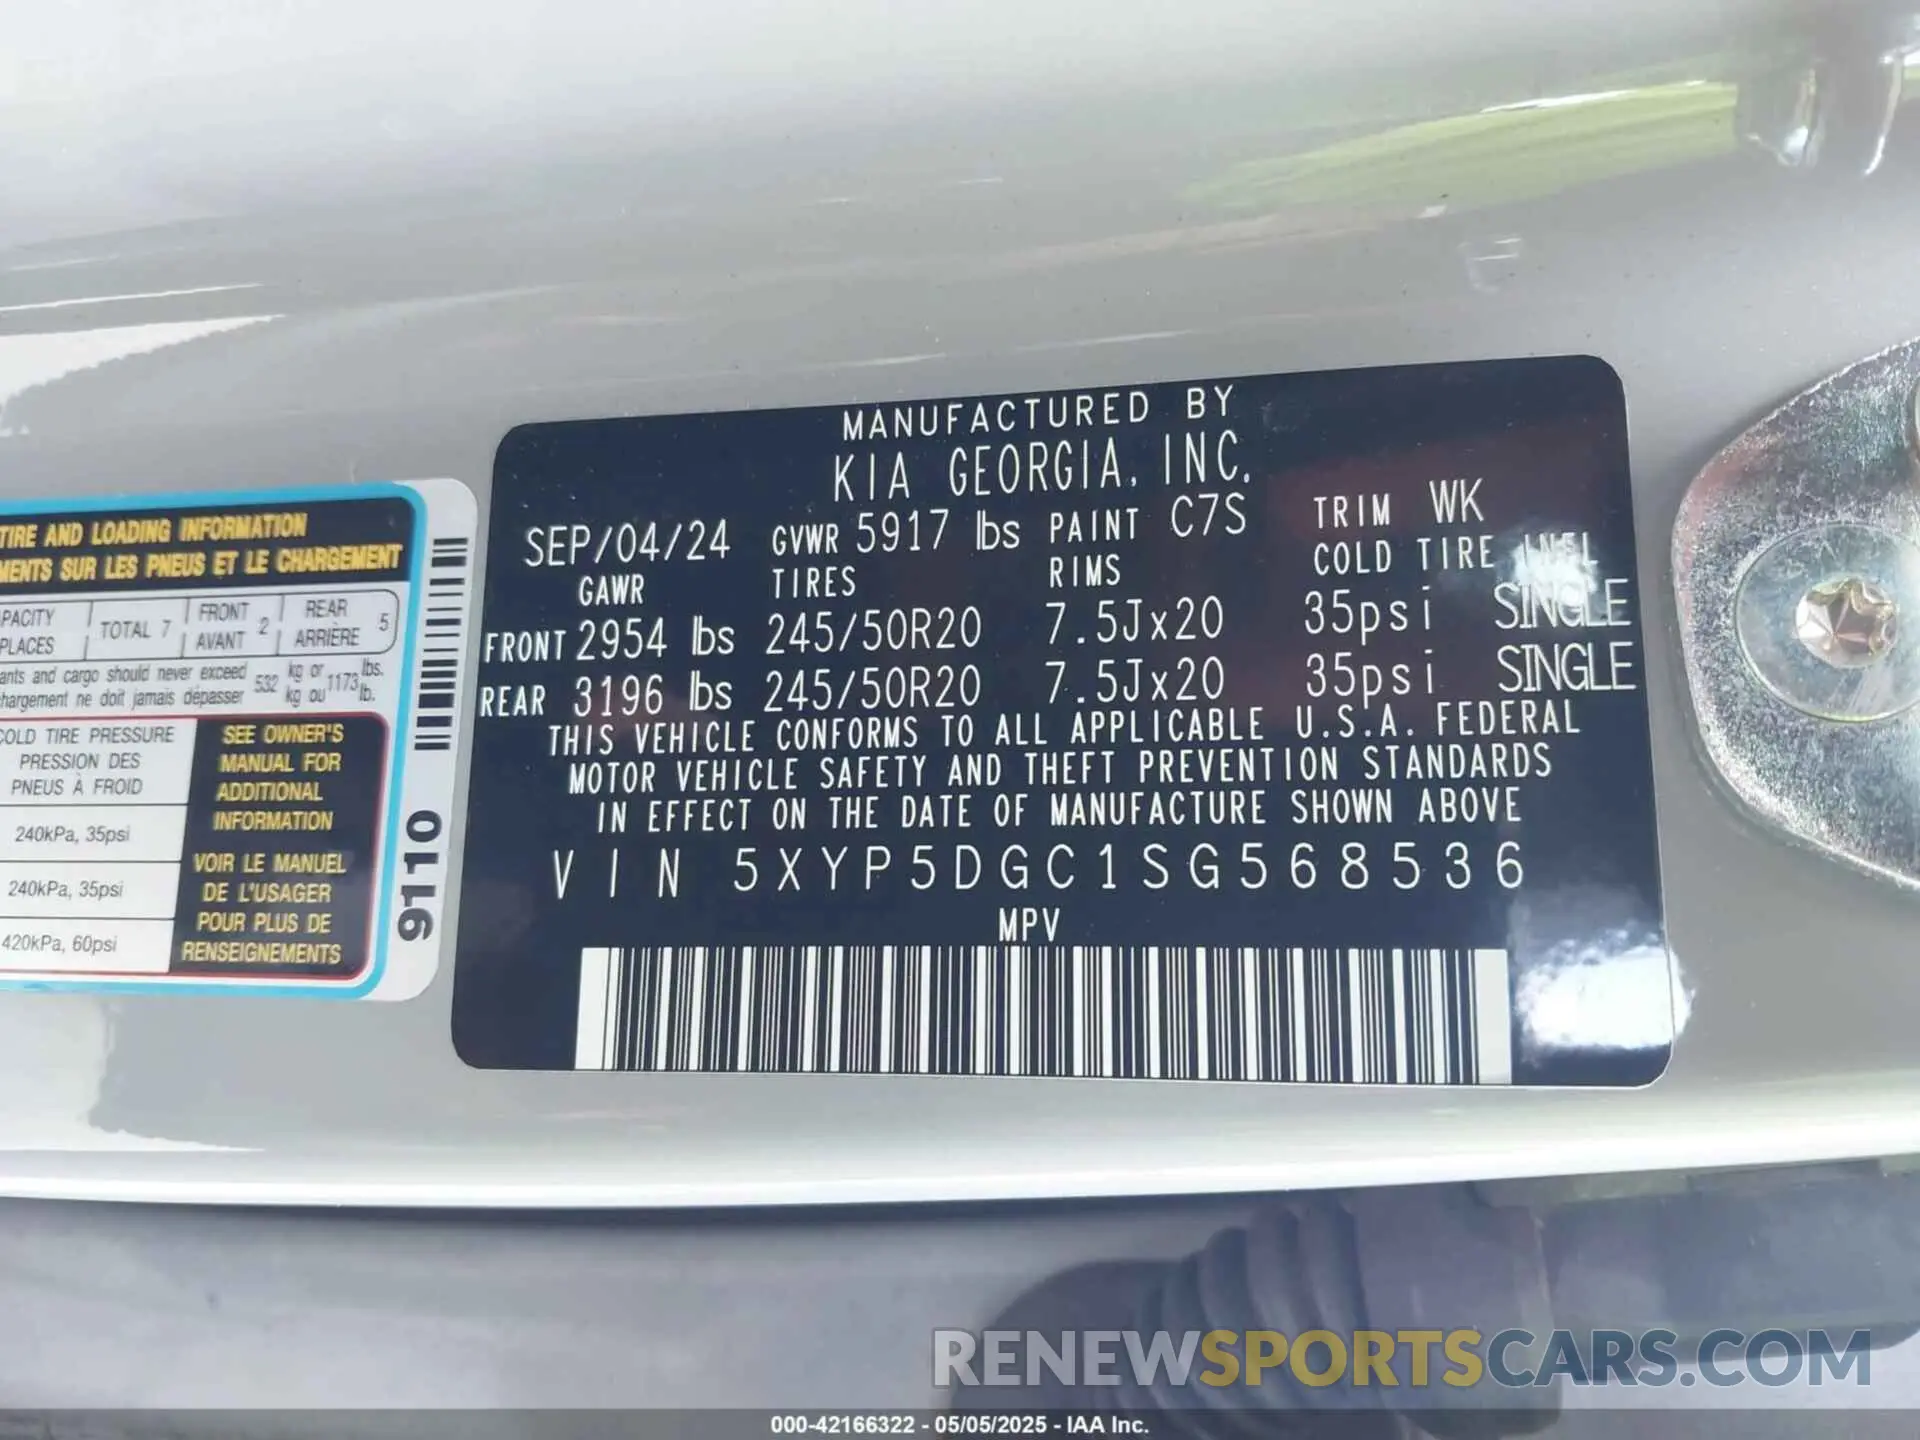 TIRE AND LOADING INFORMATION
SUR LES PNEUS ET LE CHARGEMENT
TOTAL 7
FRONT
AVANT
2
REAR
ARRIÈRE
5
PLACES
and cargo should never exceed 532 kg or 1173 lbs.
ne doit jamais dépasser kg ou lb.
COLD TIRE PRESSURE
PRESSION DES
PNEUS À FROID
240kPa, 35psi
240kPa, 35psi
420kPa, 60psi
SEE OWNER'S
MANUAL FOR
ADDITIONAL
INFORMATION
VOIR LE MANUEL
DE L'USAGER
POUR PLUS DE
RENSEIGNEMENTS
9110
MANUFACTURED BY
KIA GEORGIA, INC.
SEP/04/24 GVWR 5917 lbs PAINT C7S TRIM WK
GAWR TIRES RIMS COLD TIRE INFL
FRONT 2954 lbs 245/50R20 7.5Jx20 35psi SINGLE
REAR 3196 lbs 245/50R20 7.5Jx20 35psi SINGLE
THIS VEHICLE CONFORMS TO ALL APPLICABLE U.S.A. FEDERAL
MOTOR VEHICLE SAFETY AND THEFT PREVENTION STANDARDS
IN EFFECT ON THE DATE OF MANUFACTURE SHOWN ABOVE
VIN 5XYP5DGC1SG568536
MPV
RENEWSPORTSCARS.COM
000-42166322 - 05/05/2025 - IAA Inc.